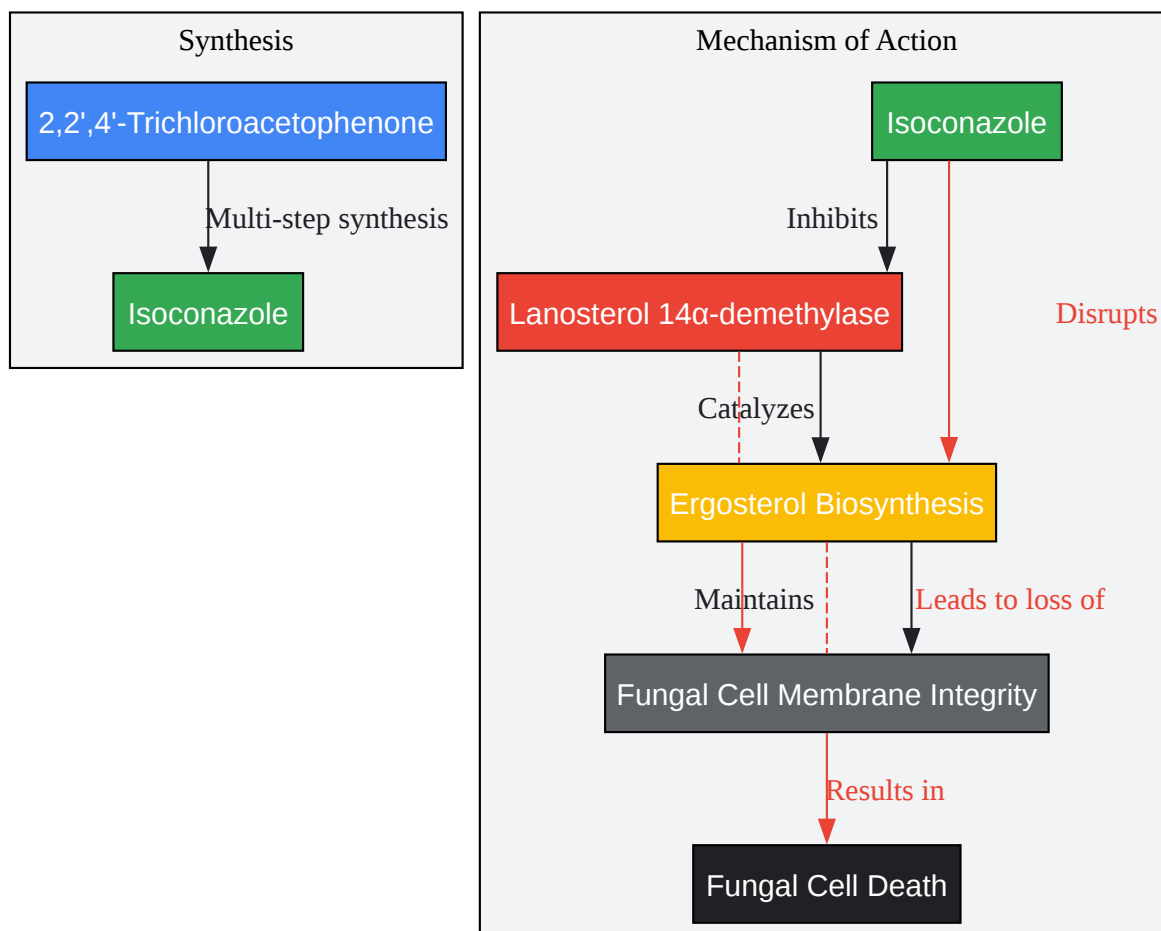 Synthesis
2,2',4'-Trichloroacetophenone
Multi-step synthesis
Isoconazole
Mechanism of Action
Isoconazole
Inhibits
Lanosterol 14α-demethylase
Disrupts
Catalyzes
Ergosterol Biosynthesis
Maintains
Leads to loss of
Fungal Cell Membrane Integrity
Results in
Fungal Cell Death